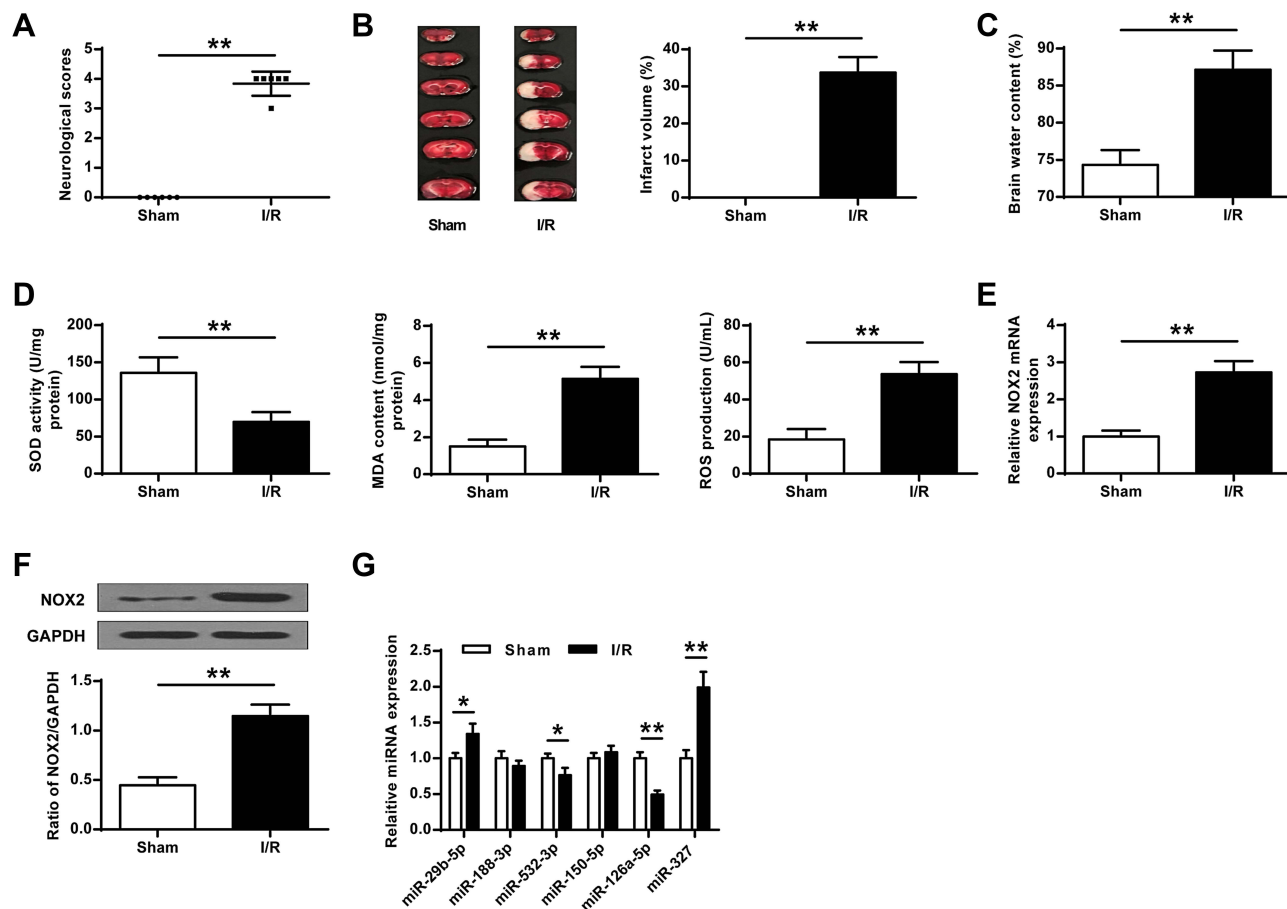 A
Neurological scores
5
4
3
2
1
0
**
Sham
I/R
B
Sham
I/R
Infarct volume (%)
40
30
20
10
0
**
Sham
I/R
C
Brain water content (%)
90
85
80
75
70
**
Sham
I/R
D
SOD activity (U/mg
protein)
200
150
100
50
0
**
Sham
I/R
MDA content (nmol/mg
protein)
8
6
4
2
0
**
Sham
I/R
ROS production (U/mL)
80
60
40
20
0
**
Sham
I/R
E
Relaitive NOX2 mRNA
expression
4
3
2
1
0
**
Sham
I/R
F
NOX2
GAPDH
Ratio of NOX2/GAPDH
1.5
1.0
0.5
0.0
**
Sham
I/R
G
Relaitive miRNA expression
2.5
2.0
1.5
1.0
0.5
0.0
Sham
I/R
*
*
**
**
miR-29b-5p
miR-188-3p
miR-532-3p
miR-150-5p
miR-126a-5p
miR-327